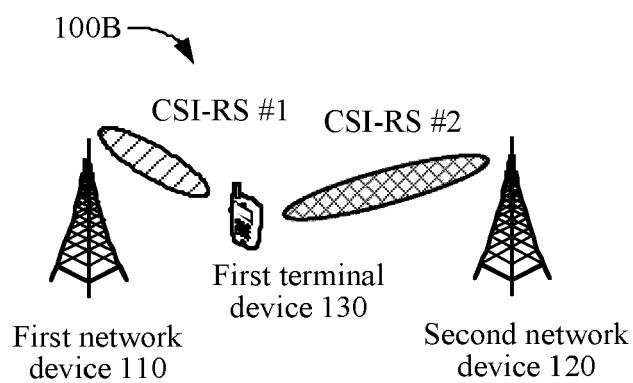 100B
CSI-RS #1
CSI-RS #2
First terminal
device 130
First network
device 110
Second network
device 120